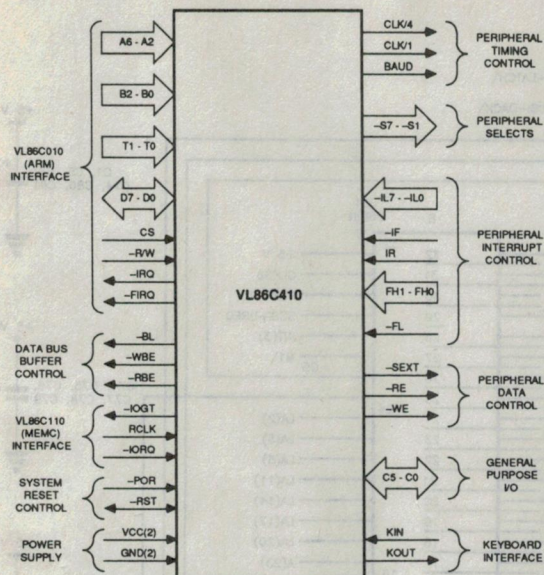 VL86C010
(ARM)
INTERFACE
A6 - A2
B2 - B0
T1 - T0
D7 - D0
CS
-R/W
-IRQ
-FIRQ
DATA BUS
BUFFER
CONTROL
-BL
-WBE
-RBE
VL86C110
(MEMC)
INTERFACE
-IOGT
RCLK
-IORQ
SYSTEM
RESET
CONTROL
-POR
-RST
POWER
SUPPLY
VCC(2)
GND(2)
VL86C410
CLK/4
CLK/1
BAUD
PERIPHERAL
TIMING
CONTROL
-S7 - -S1
PERIPHERAL
SELECTS
-IL7 - -IL0
-IF
IR
FH1 - FH0
-FL
PERIPHERAL
INTERRUPT
CONTROL
-SEXT
-RE
-WE
PERIPHERAL
DATA
CONTROL
C5 - C0
GENERAL
PURPOSE
I/O
KIN
KOUT
KEYBOARD
INTERFACE